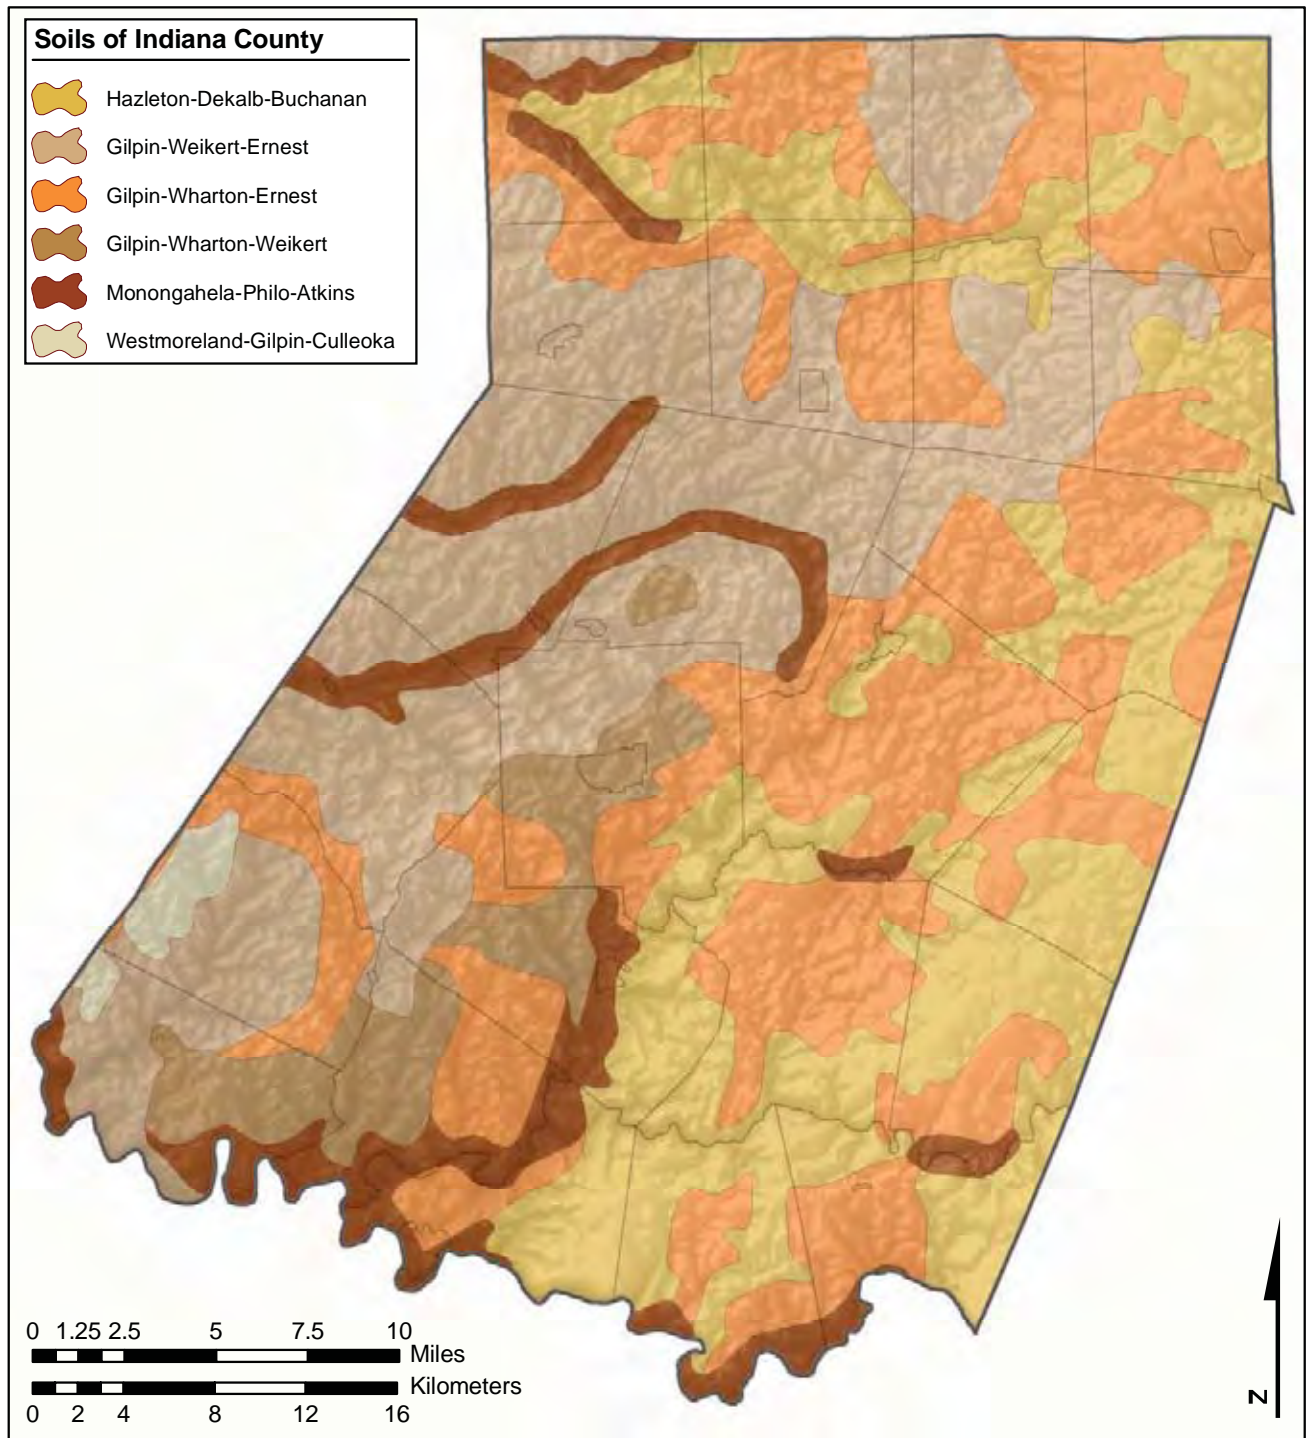 Soils of Indiana County
Hazleton-Dekalb-Buchanan
Gilpin-Weikert-Ernest
Gilpin-Wharton-Ernest
Gilpin-Wharton-Weikert
Monongahela-Philo-Atkins
Westmoreland-Gilpin-Culleoka
0 1.25 2.5 5 7.5 10
Miles
Kilometers
0 2 4 8 12 16
N